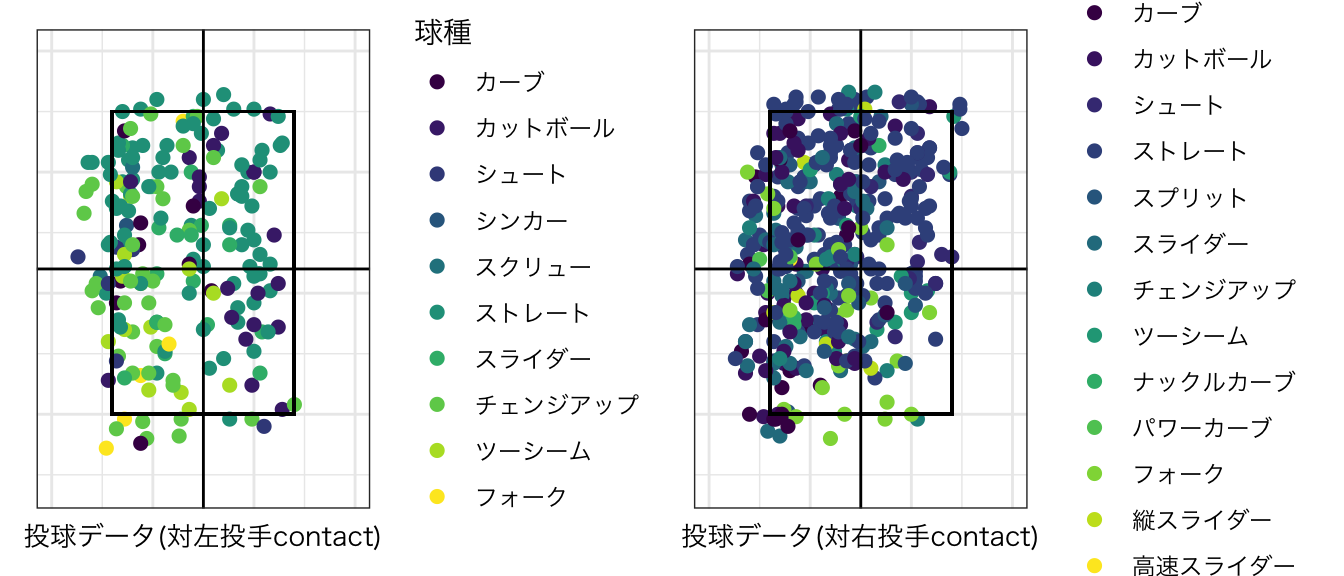 球種
カーブ
カットボール
シュート
シンカー
スクリュー
ストレート
スライダー
チェンジアップ
ツーシーム
フォーク
投球データ(対左投手contact)
カーブ
カットボール
シュート
ストレート
スプリット
スライダー
チェンジアップ
ツーシーム
ナックルカーブ
パワーカーブ
フォーク
縦スライダー
高速スライダー
投球データ(対右投手contact)